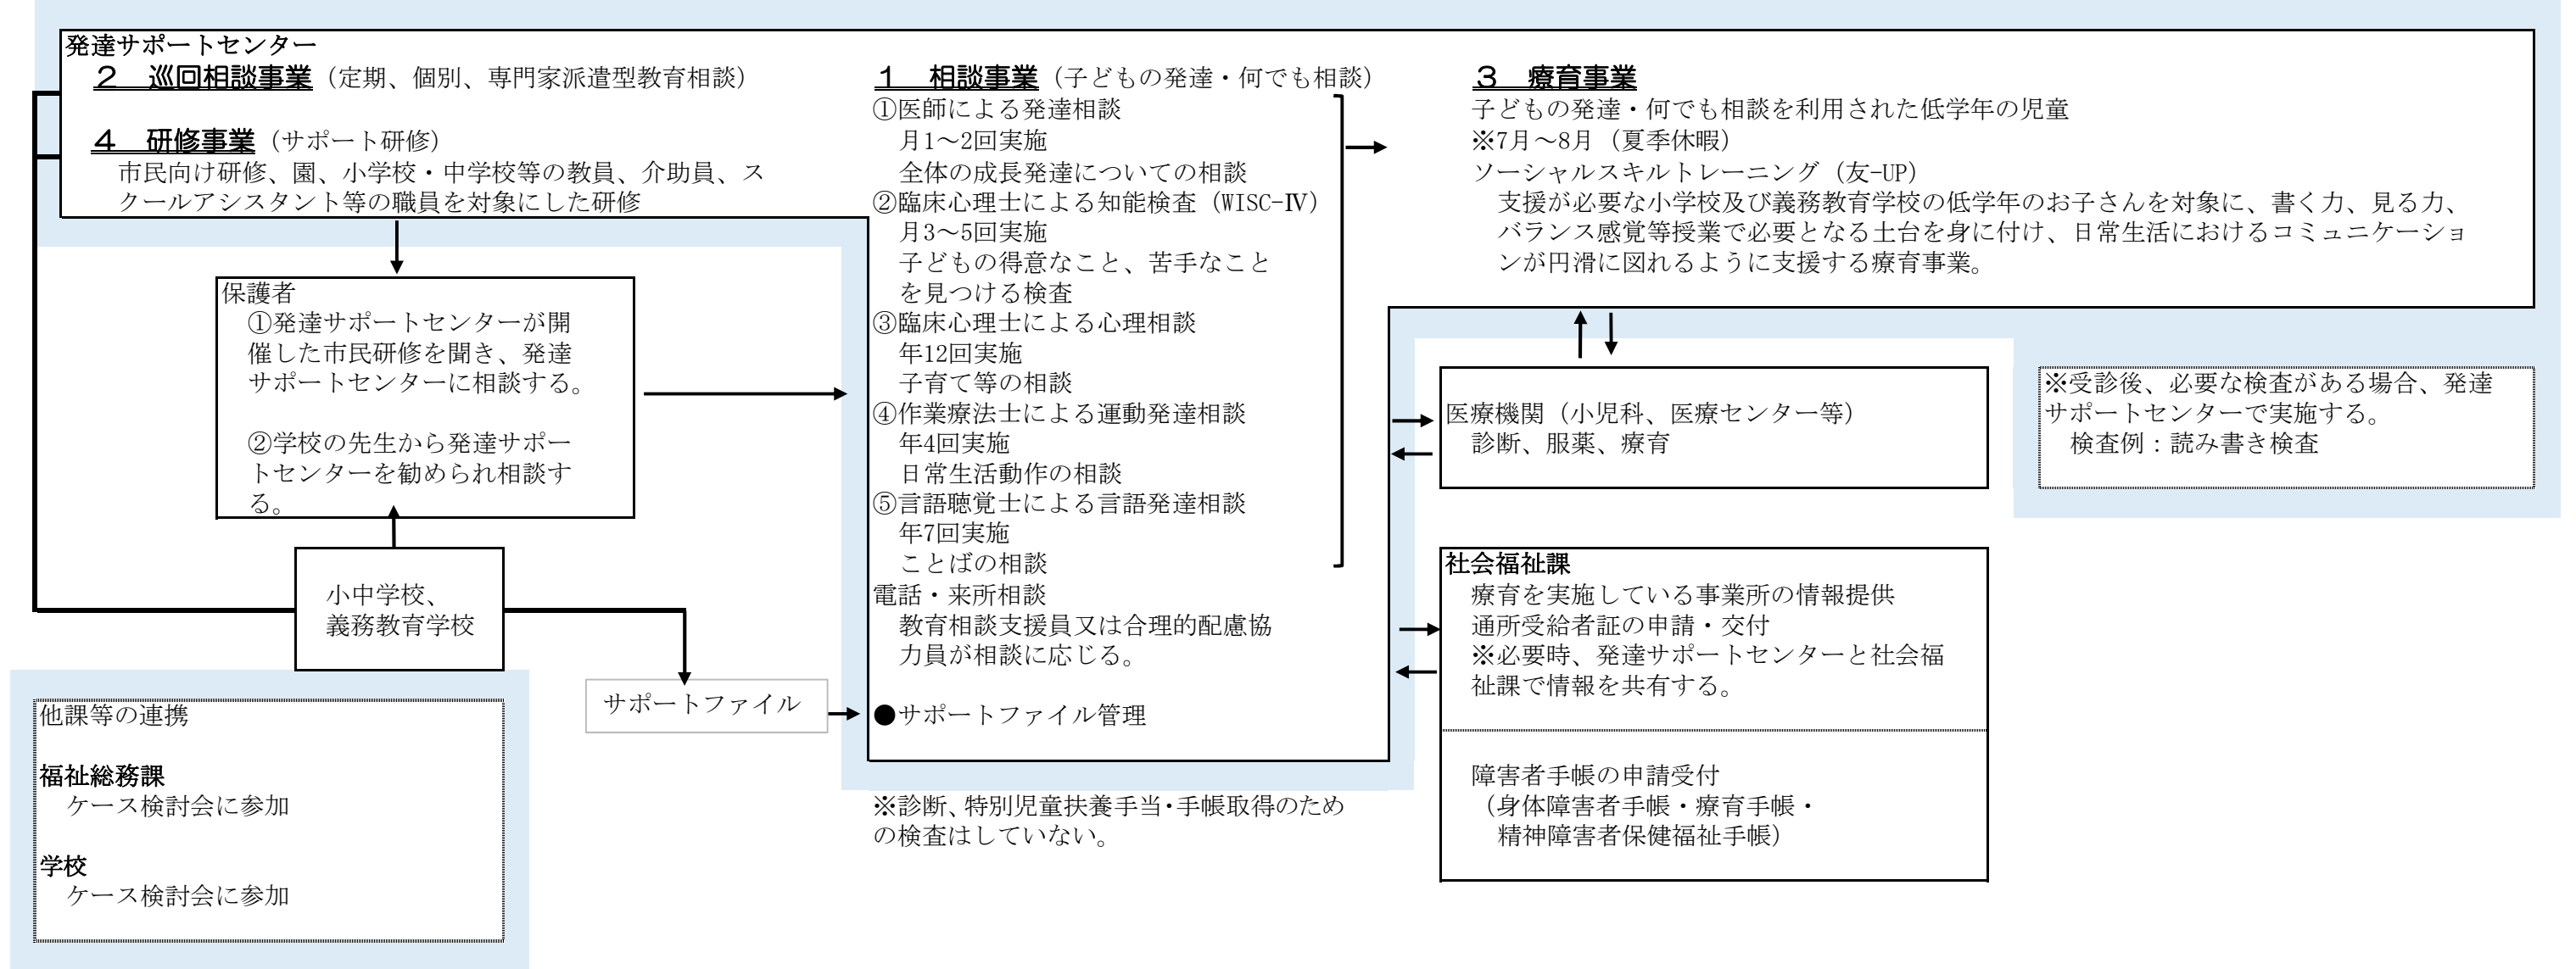 発達サポートセンター
２　巡回相談事業（定期、個別、専門家派遣型教育相談）
４　研修事業（サポート研修）
市民向け研修、園、小学校・中学校等の教員、介助員、ス
クールアシスタント等の職員を対象にした研修
１　相談事業（子どもの発達・何でも相談）
①医師による発達相談
月1～2回実施
全体の成長発達についての相談
②臨床心理士による知能検査（WISC-Ⅳ）
月3～5回実施
子どもの得意なこと、苦手なこと
を見つける検査
③臨床心理士による心理相談
年12回実施
子育て等の相談
④作業療法士による運動発達相談
年4回実施
日常生活動作の相談
⑤言語聴覚士による言語発達相談
年7回実施
ことばの相談
電話・来所相談
教育相談支援員又は合理的配慮協
力員が相談に応じる。
●サポートファイル管理
３　療育事業
子どもの発達・何でも相談を利用された低学年の児童
※7月～8月（夏季休暇）
ソーシャルスキルトレーニング（友-UP）
支援が必要な小学校及び義務教育学校の低学年のお子さんを対象に、書く力、見る力、
バランス感覚等授業で必要となる土台を身に付け、日常生活におけるコミュニケーショ
ンが円滑に図れるように支援する療育事業。
保護者
①発達サポートセンターが開
催した市民研修を聞き、発達
サポートセンターに相談する。
②学校の先生から発達サポー
トセンターを勧められ相談す
る。
小中学校、
義務教育学校
サポートファイル
医療機関（小児科、医療センター等）
診断、服薬、療育
※受診後、必要な検査がある場合、発達
サポートセンターで実施する。
検査例：読み書き検査
社会福祉課
療育を実施している事業所の情報提供
通所受給者証の申請・交付
※必要時、発達サポートセンターと社会福
祉課で情報を共有する。
障害者手帳の申請受付
（身体障害者手帳・療育手帳・
精神障害者保健福祉手帳）
他課等の連携
福祉総務課
ケース検討会に参加
学校
ケース検討会に参加
※診断、特別児童扶養手当・手帳取得のため
の検査はしていない。